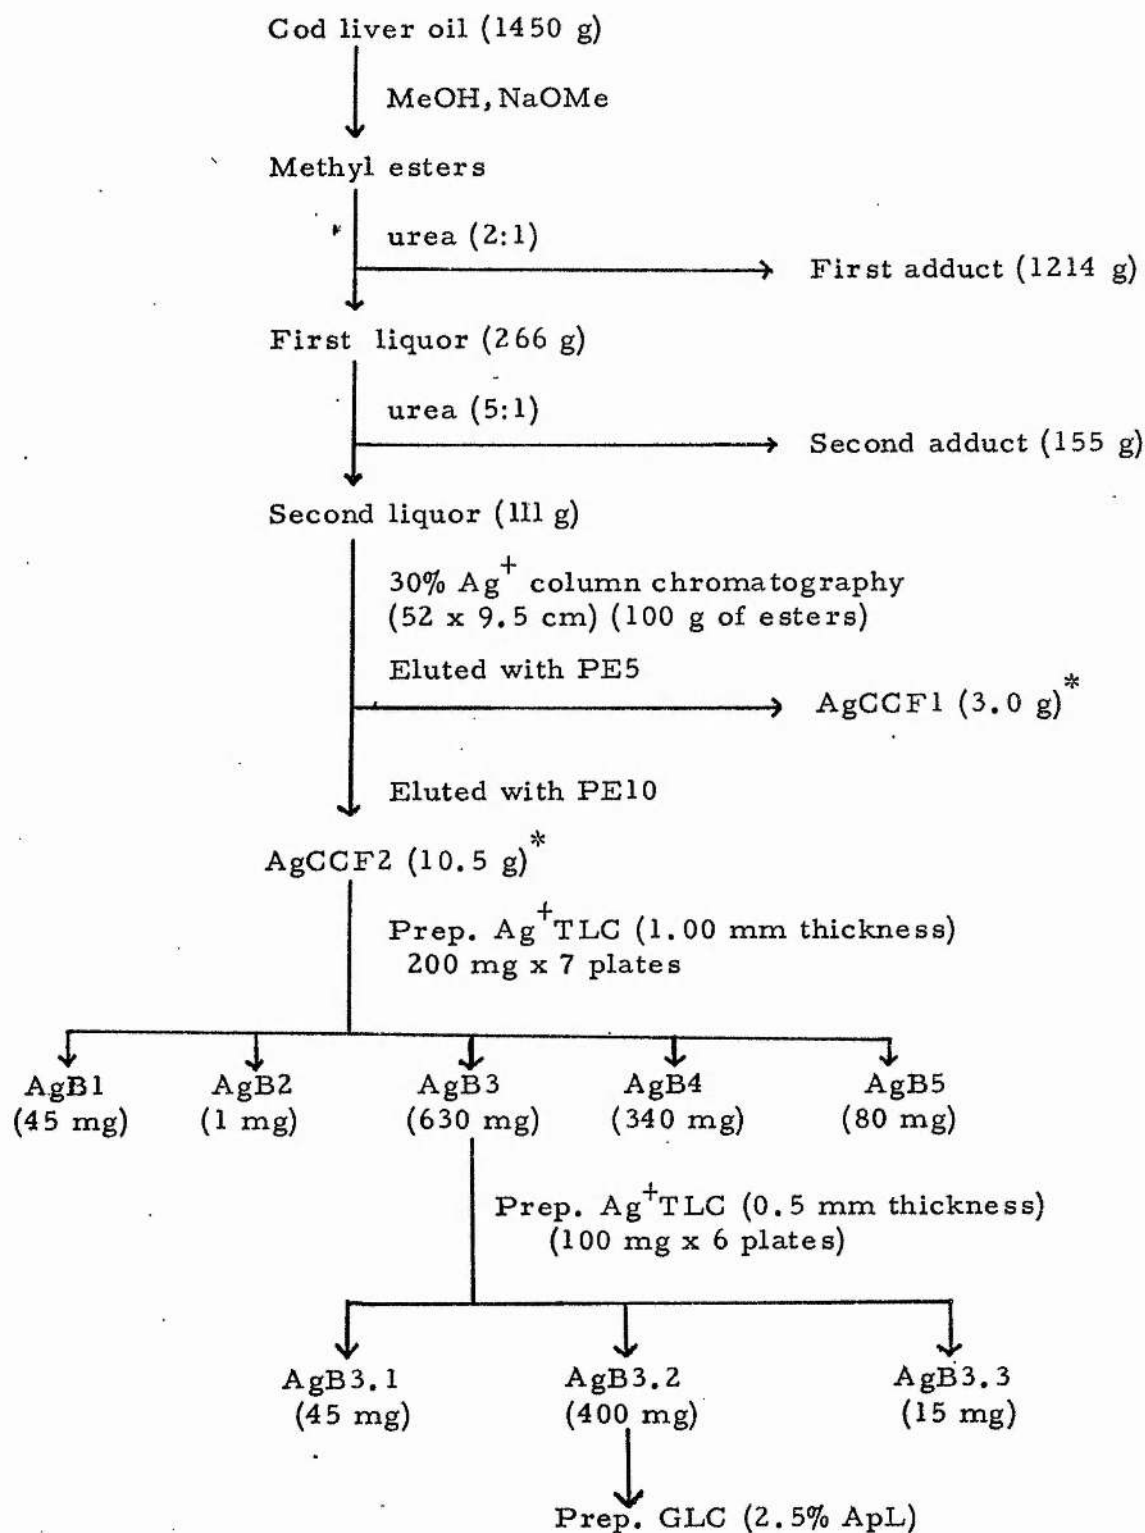 Cod liver oil (1450 g)
MeOH, NaOMe
Methyl esters
urea (2:1)
First adduct (1214 g)
First liquor (266 g)
urea (5:1)
Second adduct (155 g)
Second liquor (111 g)
30% Ag+ column chromatography
(52 x 9.5 cm) (100 g of esters)
Eluted with PE5
AgCCF1 (3.0 g)*
Eluted with PE10
AgCCF2 (10.5 g)*
Prep. Ag+TLC (1.00 mm thickness)
200 mg x 7 plates
AgB1 AgB2 AgB3 AgB4 AgB5
(45 mg) (1 mg) (630 mg) (340 mg) (80 mg)
Prep. Ag+TLC (0.5 mm thickness)
(100 mg x 6 plates)
AgB3.1 AgB3.2 AgB3.3
(45 mg) (400 mg) (15 mg)
Prep. GLC (2.5% ApL)